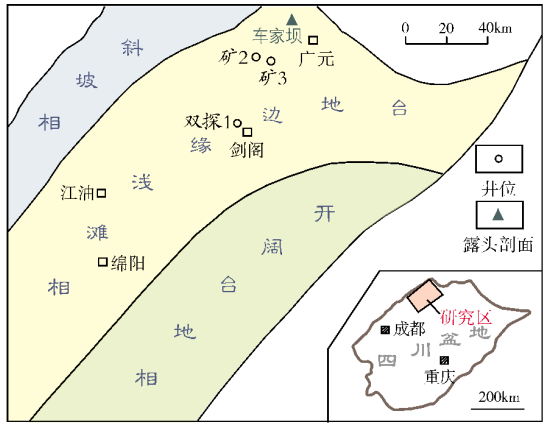 斜坡相
车家坝
广元
矿2
矿3
双探1
剑阁
江油
绵阳
台地边缘浅滩相
开阔台地相
0 20 40km
井位
露头剖面
研究区
成都
重庆
四川盆地
200km